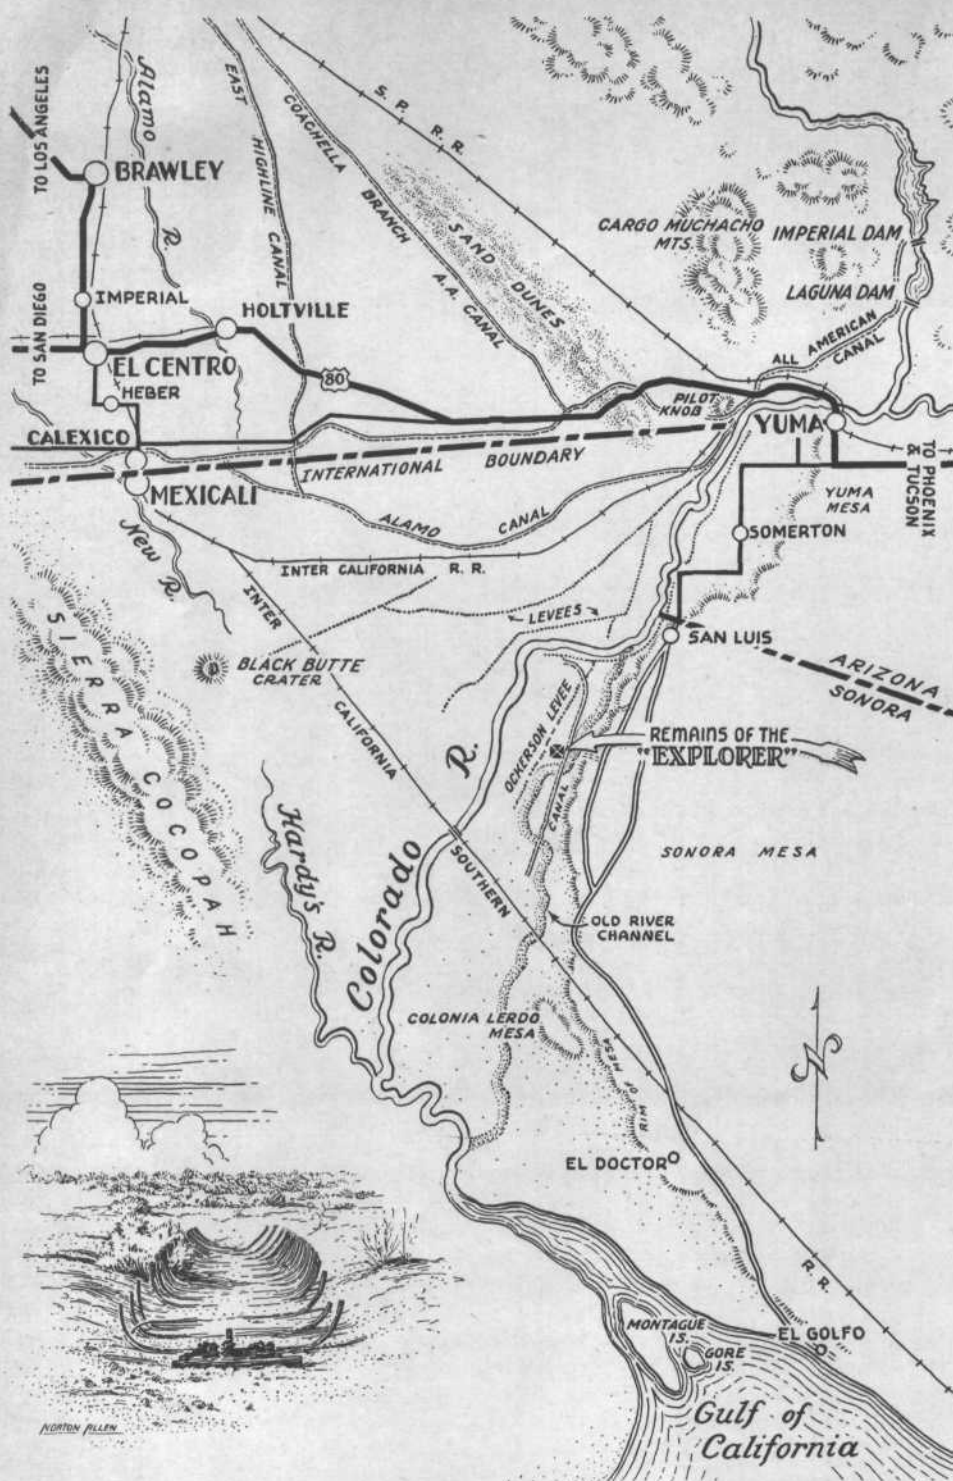 TO LOS ANGELES
Alamo
R.
EAST
HIGHLINE
CANAL
COACHELLA
BRANCH
A.A. CANAL
S. P. R. R.
SAND
DUNES
BRAWLEY
CARGO MUCHACHO
MTS.
IMPERIAL DAM
LAGUNA DAM
ALL AMERICAN
CANAL
IMPERIAL
HOLTVILLE
TO SAN DIEGO
EL CENTRO
HEBER
80
PILOT
KNOB
YUMA
CALEXICO
INTERNATIONAL BOUNDARY
TO PHOENIX
& TUCSON
MEXICALI
YUMA
MESA
ALAMO CANAL
New R.
SOMERTON
INTER CALIFORNIA R. R.
INTER
CALIFORNIA
SOUTHERN
R. R.
LEVEES
SAN LUIS
SIERRA COCOPAH
BLACK BUTTE
CRATER
ARIZONA
SONORA
OCKERSON LEVEE
REMAINS OF THE
"EXPLORER"
CANAL
Hardy's R.
Colorado R.
SONORA MESA
OLD RIVER
CHANNEL
COLONIA LERDO
MESA
RIM OF MESA
N
EL DOCTOR
MONTAGUE
IS.
GORE
IS.
EL GOLFO
Gulf of
California
NORTON ALLEN